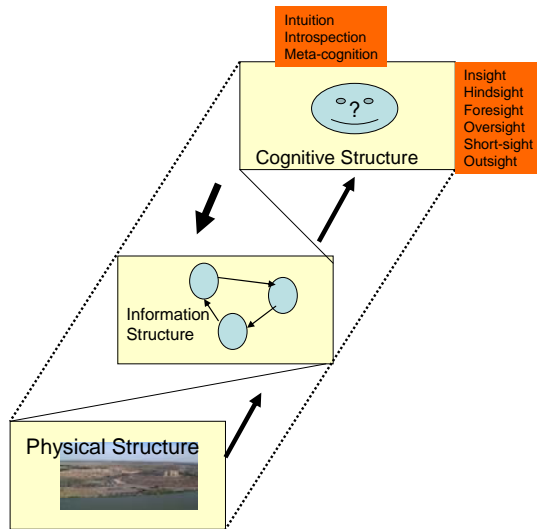 Intuition
Introspection
Meta-cognition
Insight
Hindsight
Foresight
Oversight
Short-sight
Outsight
?
Cognitive Structure
Information
Structure
Physical Structure